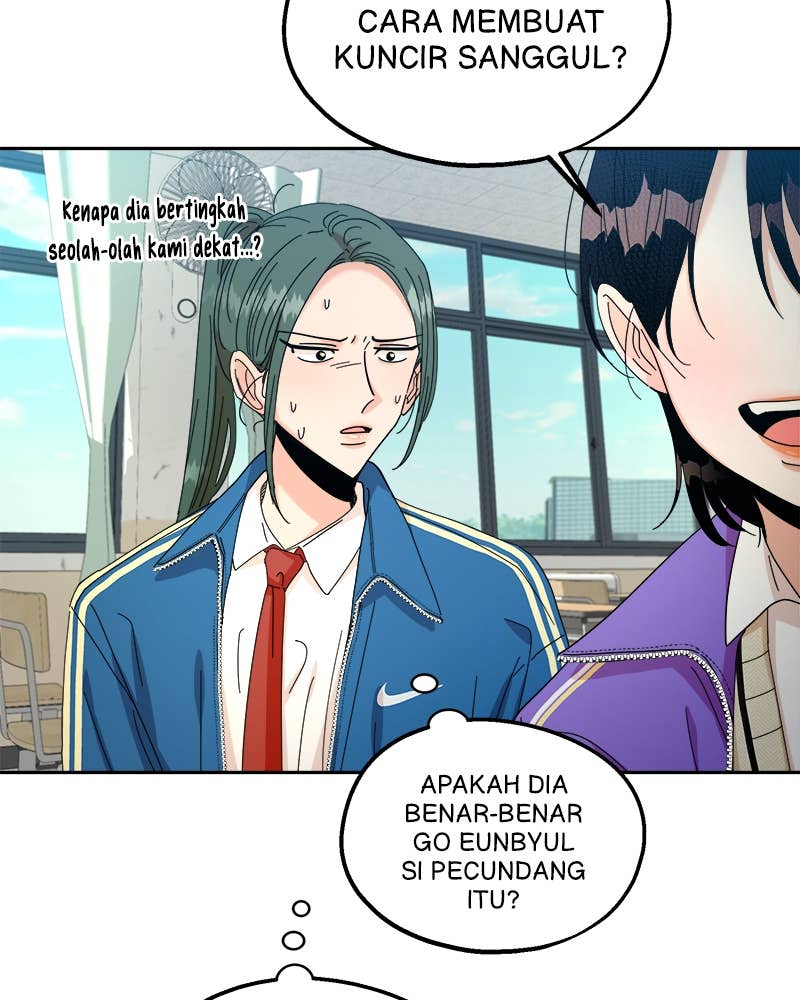 CARA MEMBUAT
KUNCIR SANGGUL?
Kenapa dia bertingkah
seolah-olah kami dekat...?
APAKAH DIA
BENAR-BENAR
GO EUNBYUL
SI PECUNDANG
ITU?